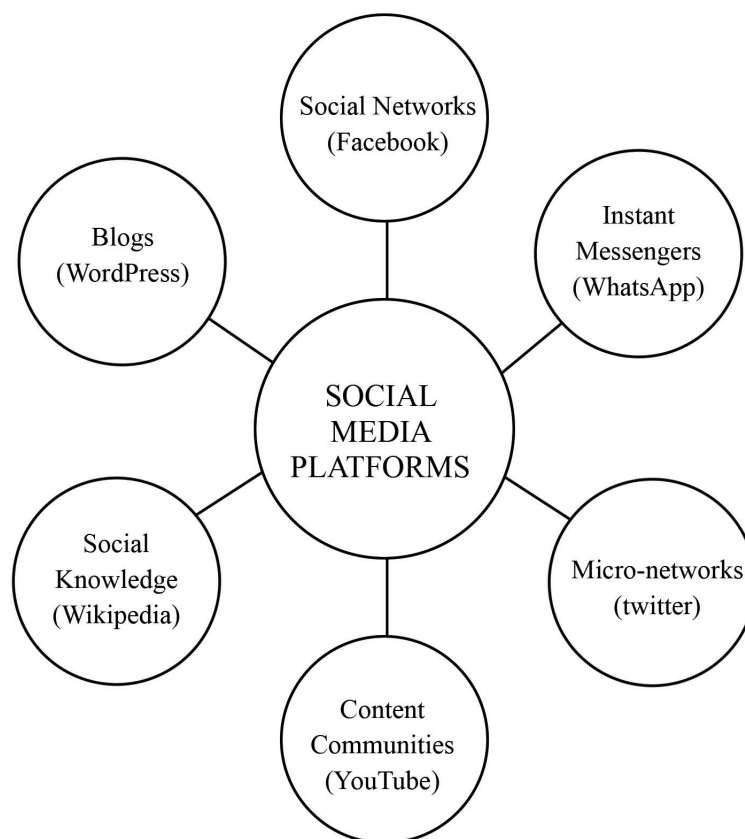 Social Networks
(Facebook)
Instant
Messengers
(WhatsApp)
Blogs
(WordPress)
SOCIAL
MEDIA
PLATFORMS
Social
Knowledge
(Wikipedia)
Micro-networks
(twitter)
Content
Communities
(YouTube)